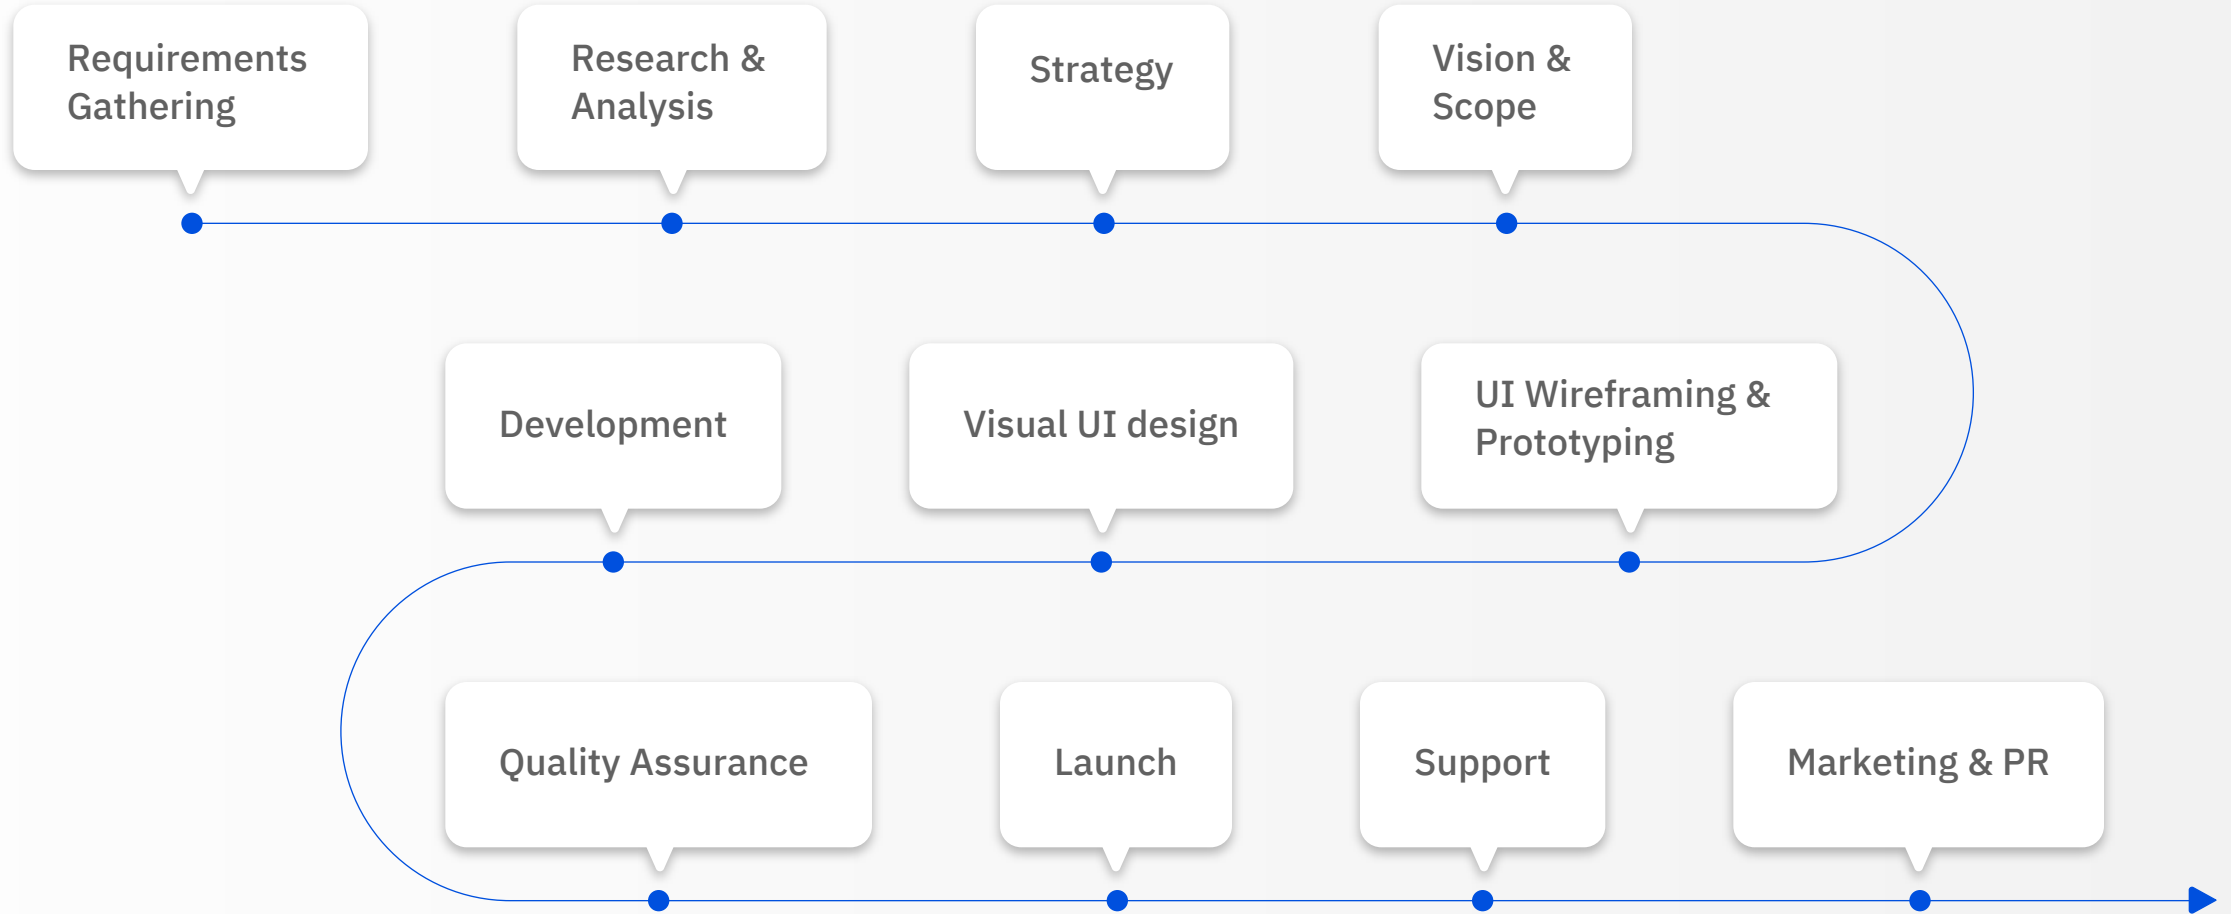 Requirements
Gathering
Research &
Analysis
Strategy
Vision &
Scope
Development
Visual UI design
UI Wireframing &
Prototyping
Quality Assurance
Launch
Support
Marketing & PR